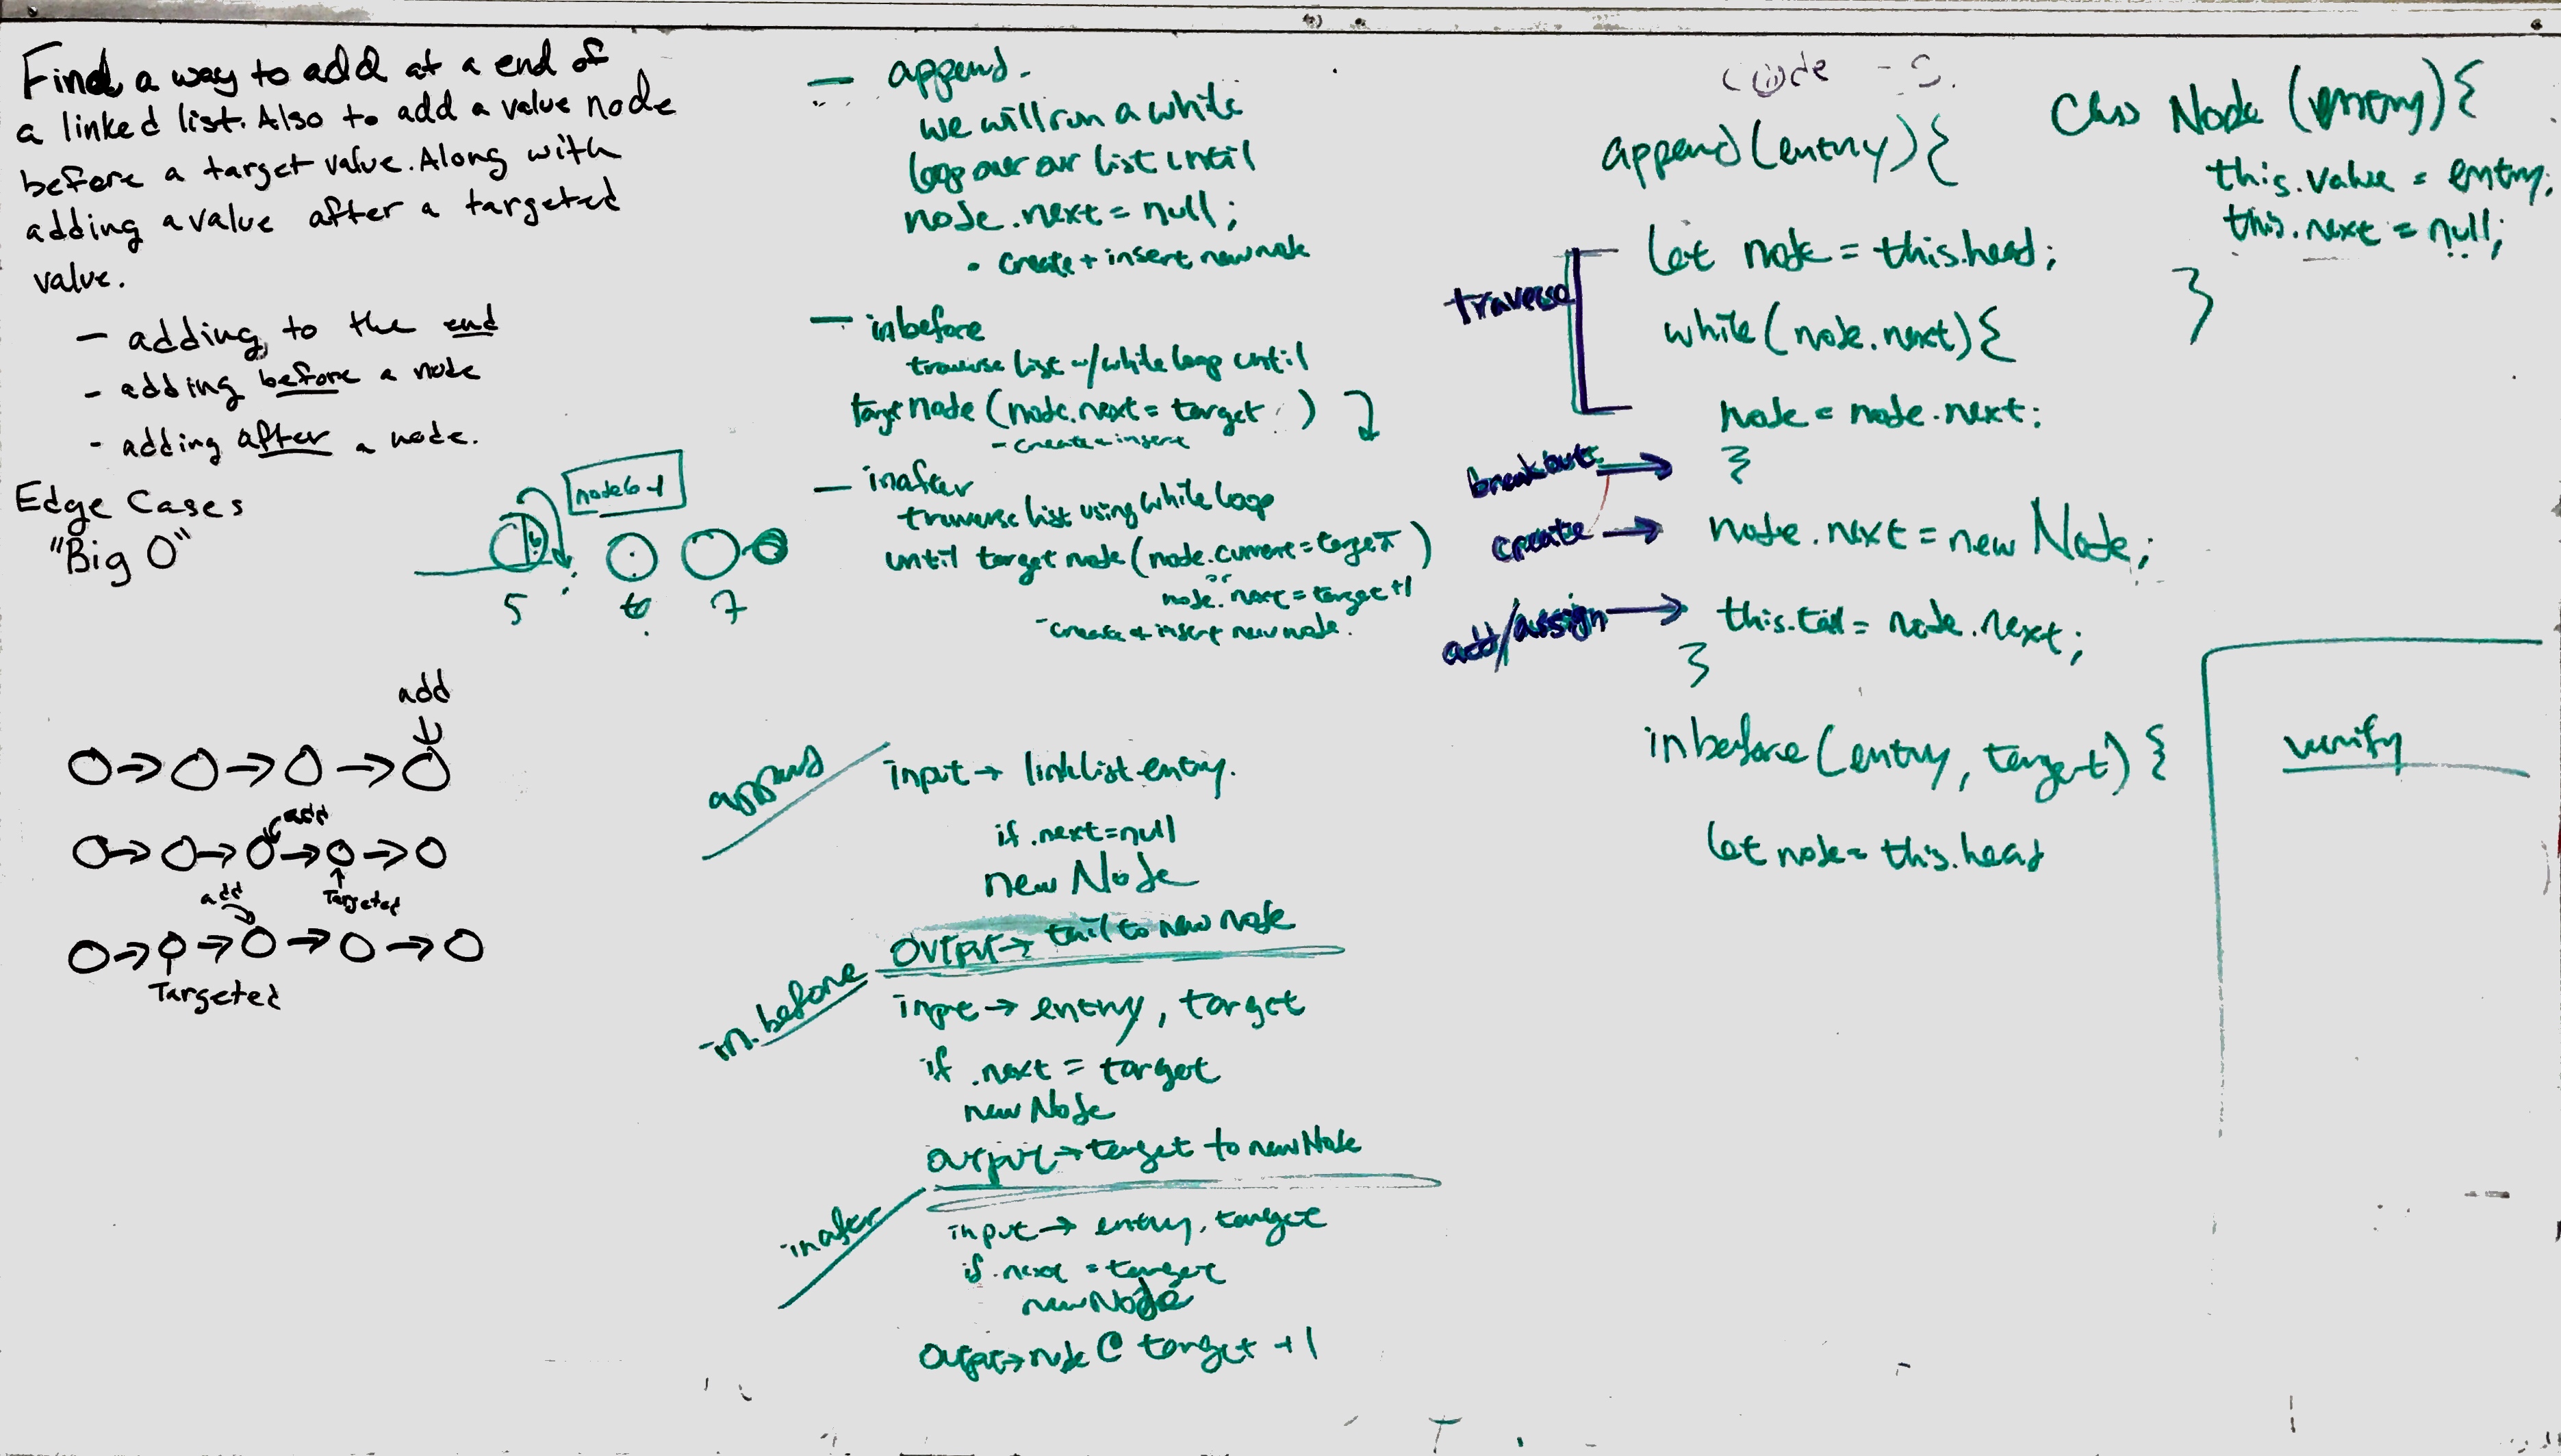 Find a way to add at a end of
a linked list. Also to add a value node
before a target value. Along with
adding a value after a targeted
value.
- adding to the end
- adding before a node
- adding after a node.
Edge Cases
"Big O"
node 6-1
5 6 7
add
add
Targeted
add
Targeted
- append.
we will run a while
loop over our list until
node.next = null;
• create + insert new node
- inbefore
traverse list w/ while loop until
target node (node.next = target )
- create + insert
- inafter
traverse list using while loop
until target node (node.current = target)
or
node.next = target +1
- create + insert new node.
append
input → linklist.entry.
if .next = null
new Node
output → tail to new node
in.before
input → entry, target
if .next = target
new Node
output → target to new Node
inafter
input → entry, target
if .next = target
new Node
output → node @ target +1
code
append(entry){
traverse
let node = this.head;
while(node.next){
node = node.next;
breakout →
}
create → node.next = new Node;
add/assign → this.tail = node.next;
}
inbefore(entry, target) {
let node = this.head
Class Node (entry){
this.value = entry;
this.next = null;
}
verify